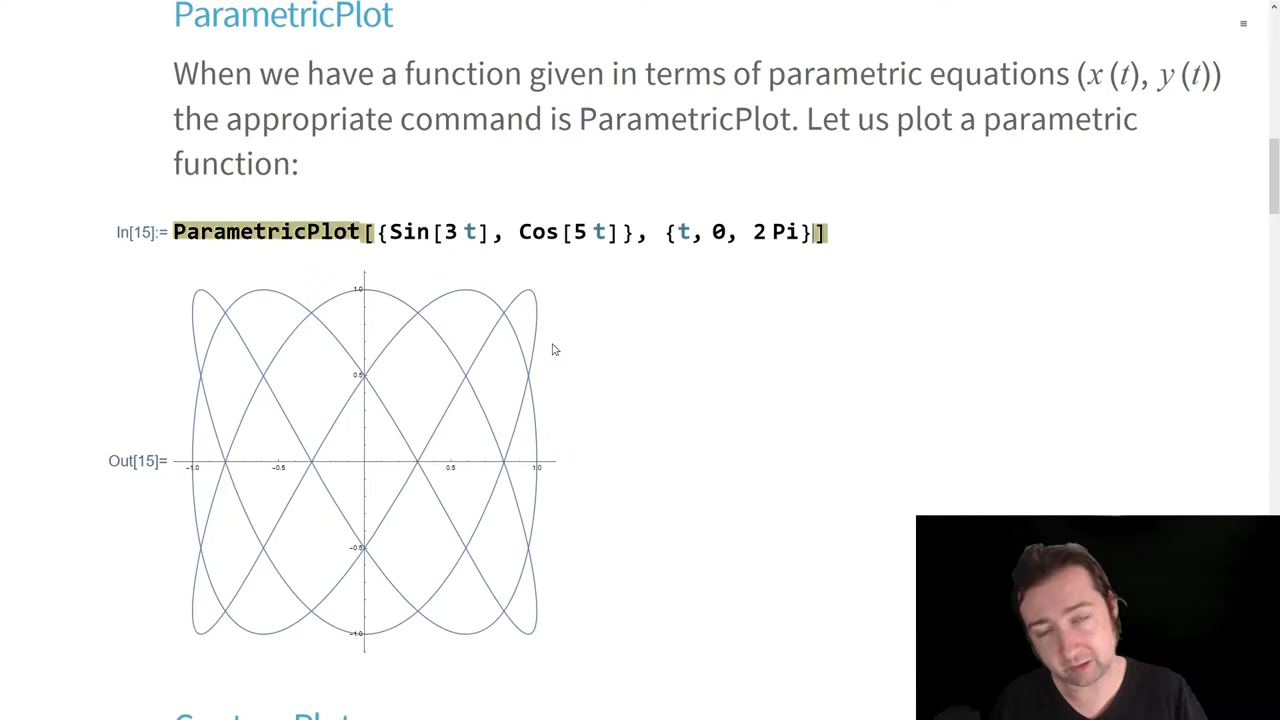 ParametricPlot
When we have a function given in terms of parametric equations (x (t), y (t))
the appropriate command is ParametricPlot. Let us plot a parametric
function:
In[15]:= ParametricPlot[{Sin[3 t], Cos[5 t]}, {t, 0, 2 Pi}]
1.0
0.5
Out[15]=
-1.0 -0.5 0.5 1.0
-0.5
-1.0